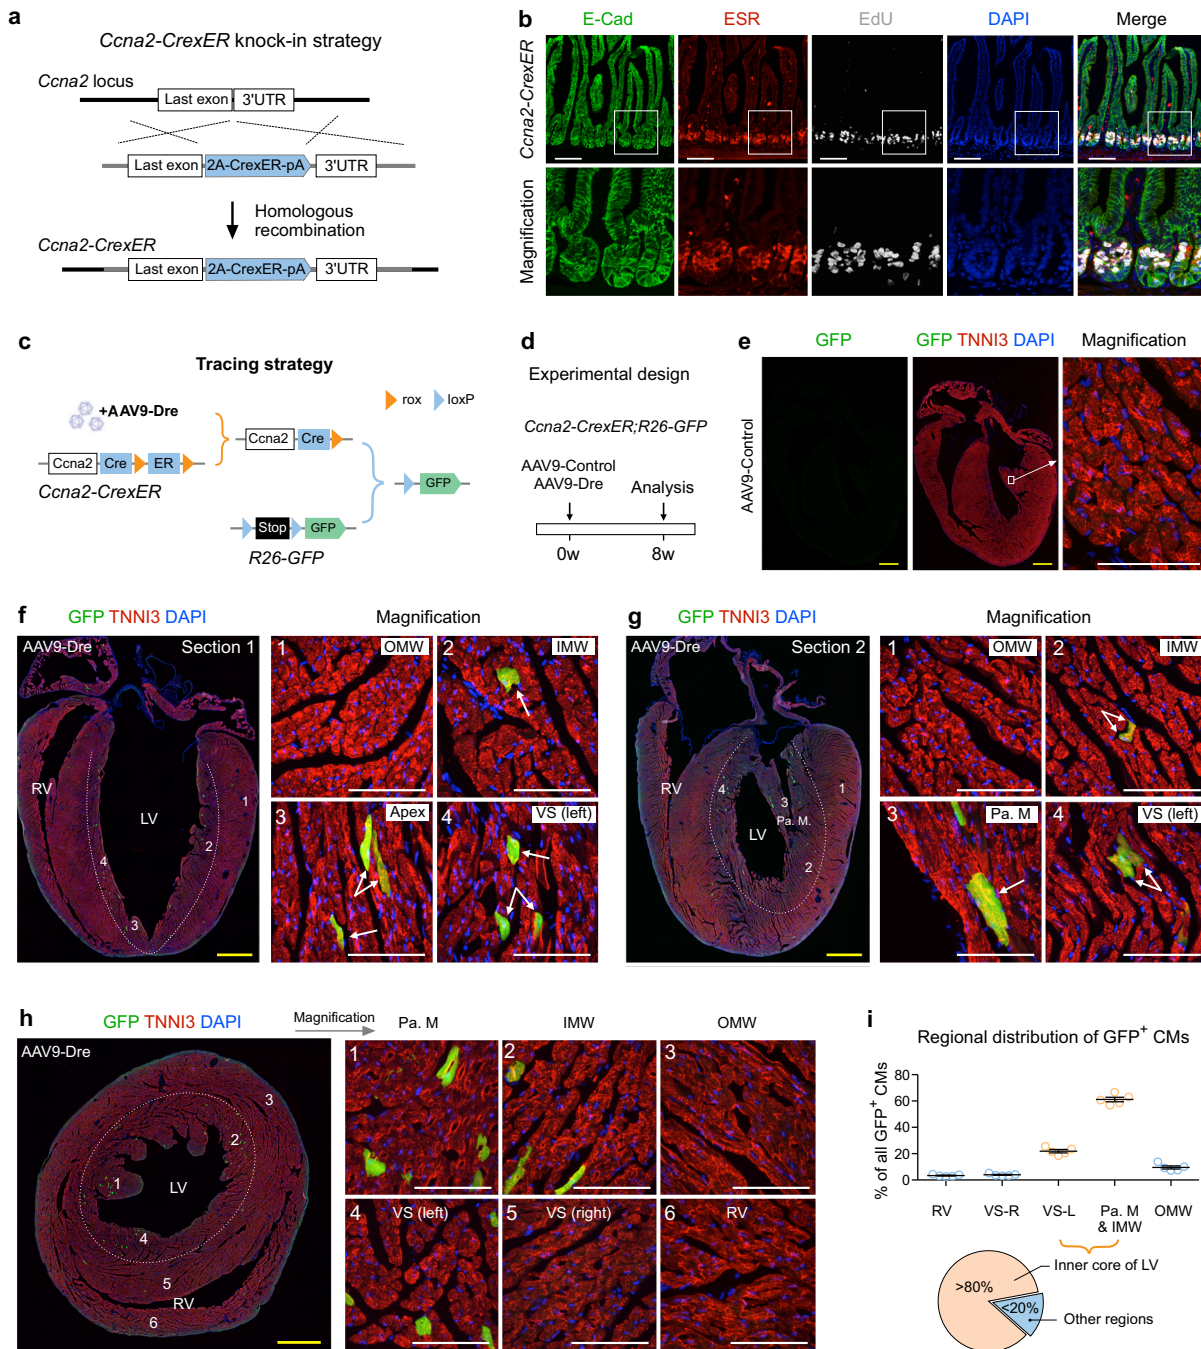 a
Ccna2-CrexER knock-in strategy
Ccna2 locus
Last exon
3'UTR
Last exon
2A-CrexER-pA
3'UTR
Homologous
recombination
Ccna2-CrexER
Last exon
2A-CrexER-pA
3'UTR
b
E-Cad
ESR
EdU
DAPI
Merge
Ccna2-CrexER
Magnification
c
Tracing strategy
+AAV9-Dre
rox
loxP
Ccna2
Cre
Ccna2
Cre
ER
Ccna2-CrexER
GFP
Stop
GFP
R26-GFP
d
Experimental design
Ccna2-CrexER;R26-GFP
AAV9-Control
AAV9-Dre
Analysis
0w
8w
e
GFP
GFP TNNI3 DAPI
Magnification
AAV9-Control
f
GFP TNNI3 DAPI
Magnification
AAV9-Dre
Section 1
RV
LV
1
2
3
4
1
OMW
2
IMW
3
Apex
4
VS (left)
g
GFP TNNI3 DAPI
Magnification
AAV9-Dre
Section 2
RV
4
3
Pa. M.
1
LV
2
1
OMW
2
IMW
3
Pa. M
4
VS (left)
h
GFP TNNI3 DAPI
Magnification
Pa. M
IMW
OMW
AAV9-Dre
3
2
1
LV
4
5
RV
6
1
2
3
4
VS (left)
5
VS (right)
6
RV
i
Regional distribution of GFP+ CMs
% of all GFP+ CMs
80
60
40
20
0
RV
VS-R
VS-L
Pa. M
& IMW
OMW
Inner core of LV
>80%
<20%
Other regions